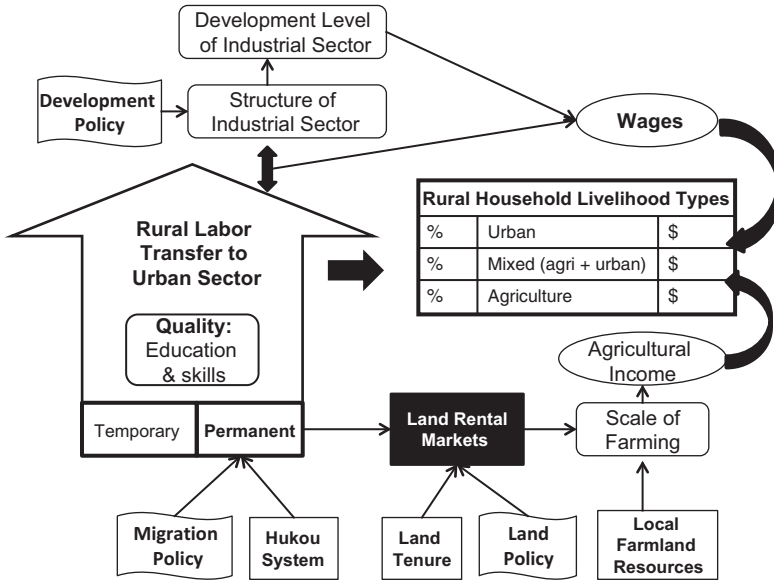 Development Level
of Industrial Sector
Development
Policy
Structure of
Industrial Sector
Wages
Rural Labor
Transfer to
Urban Sector
Rural Household Livelihood Types
% Urban $
% Mixed (agri + urban) $
% Agriculture $
Quality:
Education
& skills
Agricultural
Income
Temporary
Permanent
Land Rental
Markets
Scale of
Farming
Migration
Policy
Hukou
System
Land
Tenure
Land
Policy
Local
Farmland
Resources